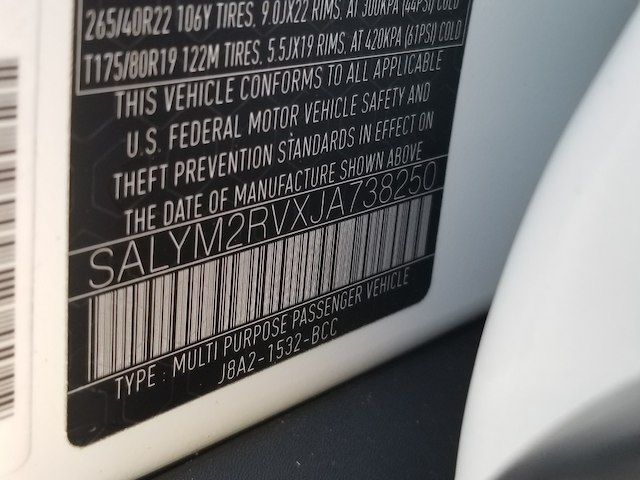 265/40R22 106Y TIRES, 9.0JX22 RIMS, AT 300KPA (44PSI) COLD
T175/80R19 122M TIRES, 5.5JX19 RIMS, AT 420KPA (61PSI) COLD
THIS VEHICLE CONFORMS TO ALL APPLICABLE
U.S. FEDERAL MOTOR VEHICLE SAFETY AND
THEFT PREVENTION STANDARDS IN EFFECT ON
THE DATE OF MANUFACTURE SHOWN ABOVE
SALYM2RVXJA738250
TYPE : MULTI PURPOSE PASSENGER VEHICLE
J8A2-1532-BCC